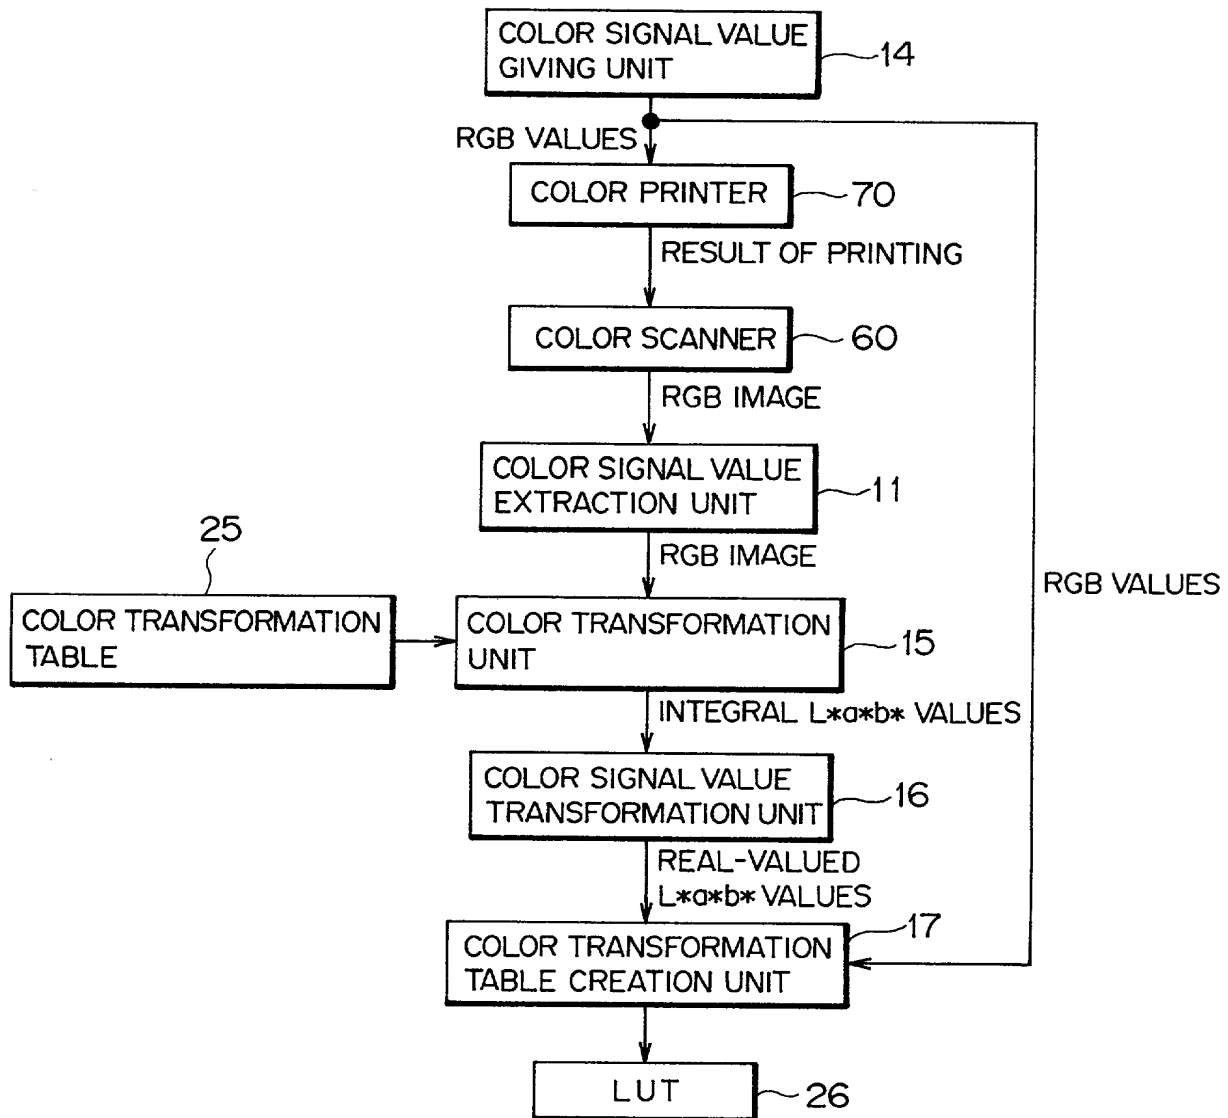 COLOR SIGNAL VALUE
GIVING UNIT
14
RGB VALUES
COLOR PRINTER
70
RESULT OF PRINTING
COLOR SCANNER
60
RGB IMAGE
COLOR SIGNAL VALUE
EXTRACTION UNIT
11
RGB IMAGE
25
RGB VALUES
COLOR TRANSFORMATION
TABLE
COLOR TRANSFORMATION
UNIT
15
INTEGRAL L*a*b* VALUES
COLOR SIGNAL VALUE
TRANSFORMATION UNIT
16
REAL-VALUED
L*a*b* VALUES
COLOR TRANSFORMATION
TABLE CREATION UNIT
17
LUT
26